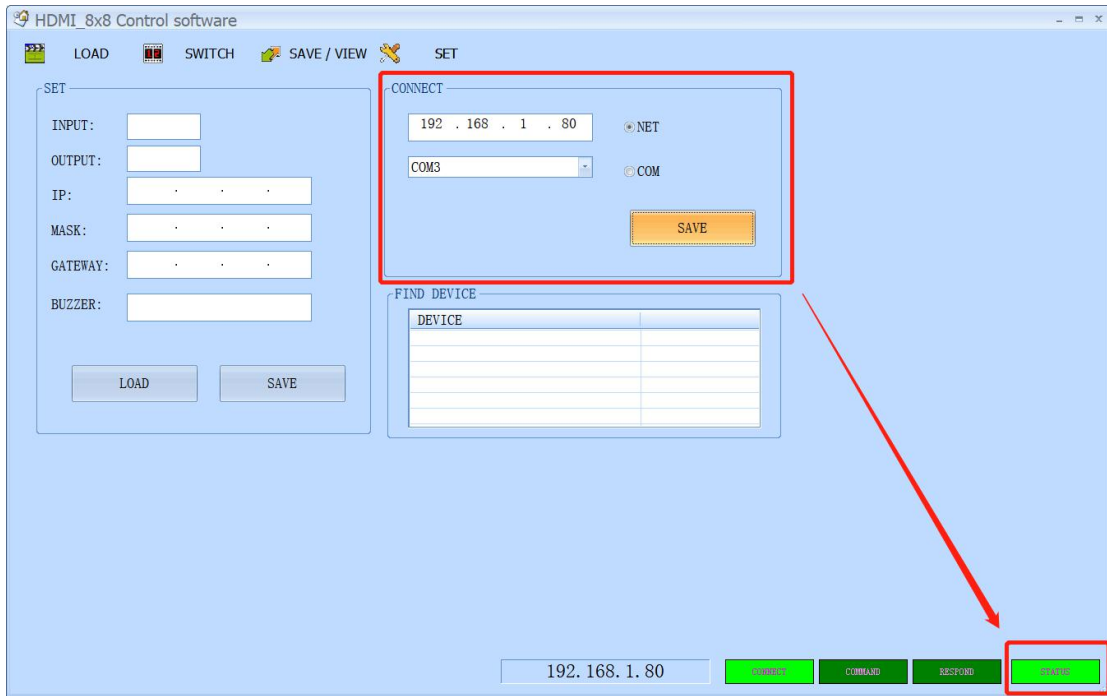 HDMI_8x8 Control software
LOAD SWITCH SAVE / VIEW SET
SET
INPUT:
OUTPUT:
IP: . . .
MASK: . . .
GATEWAY: . . .
BUZZER:
LOAD SAVE
CONNECT
192 . 168 . 1 . 80 NET
COM3 COM
SAVE
FIND DEVICE
DEVICE
192.168.1.80 CONNECT COMMAND RESPOND STATUS